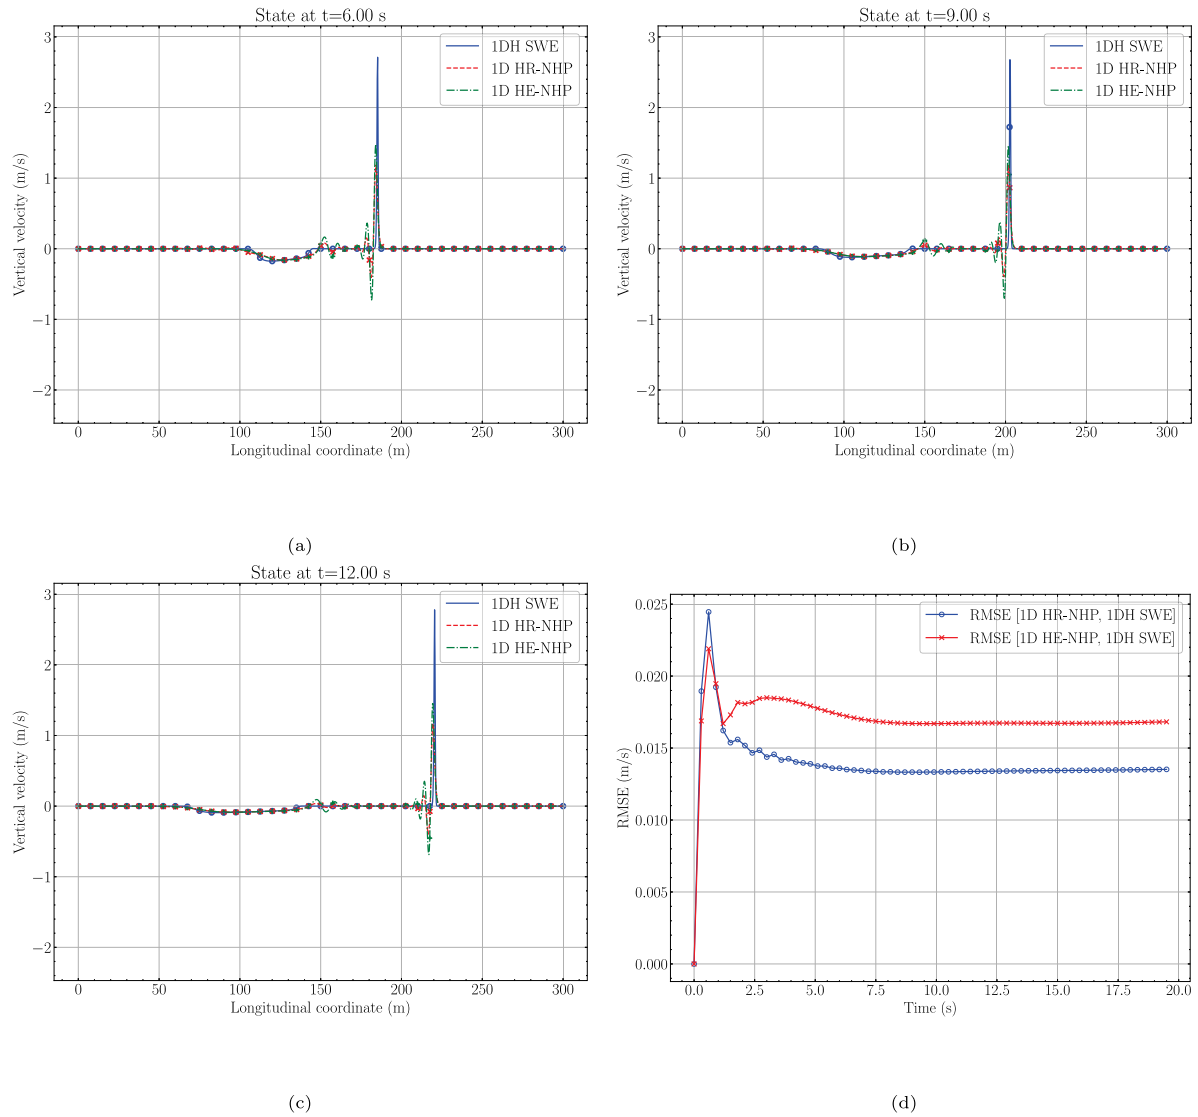 State at t=6.00 s
3
2
1
0
−1
−2
Vertical velocity (m/s)
1DH SWE
1D HR-NHP
1D HE-NHP
0 50 100 150 200 250 300
Longitudinal coordinate (m)
(a)
State at t=9.00 s
3
2
1
0
−1
−2
Vertical velocity (m/s)
1DH SWE
1D HR-NHP
1D HE-NHP
0 50 100 150 200 250 300
Longitudinal coordinate (m)
(b)
State at t=12.00 s
3
2
1
0
−1
−2
Vertical velocity (m/s)
1DH SWE
1D HR-NHP
1D HE-NHP
0 50 100 150 200 250 300
Longitudinal coordinate (m)
(c)
0.025
0.020
0.015
0.010
0.005
0.000
RMSE (m/s)
RMSE [1D HR-NHP, 1DH SWE]
RMSE [1D HE-NHP, 1DH SWE]
0.0 2.5 5.0 7.5 10.0 12.5 15.0 17.5 20.0
Time (s)
(d)